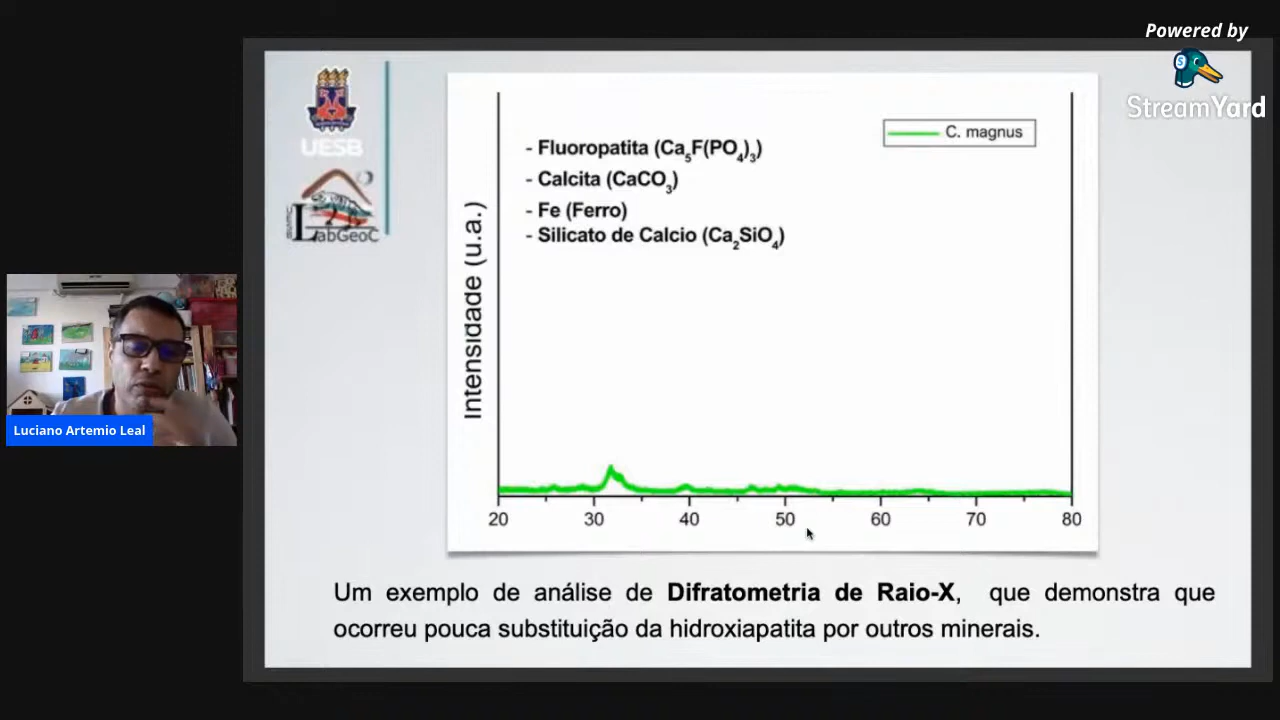 Powered by
StreamYard
UESB
LabGeoC
- Fluoropatita (Ca₅F(PO₄)₃)
- Calcita (CaCO₃)
- Fe (Ferro)
- Silicato de Calcio (Ca₂SiO₄)
C. magnus
Intensidade (u.a.)
20 30 40 50 60 70 80
Luciano Artemio Leal
Um exemplo de análise de Difratometria de Raio-X, que demonstra que
ocorreu pouca substituição da hidroxiapatita por outros minerais.